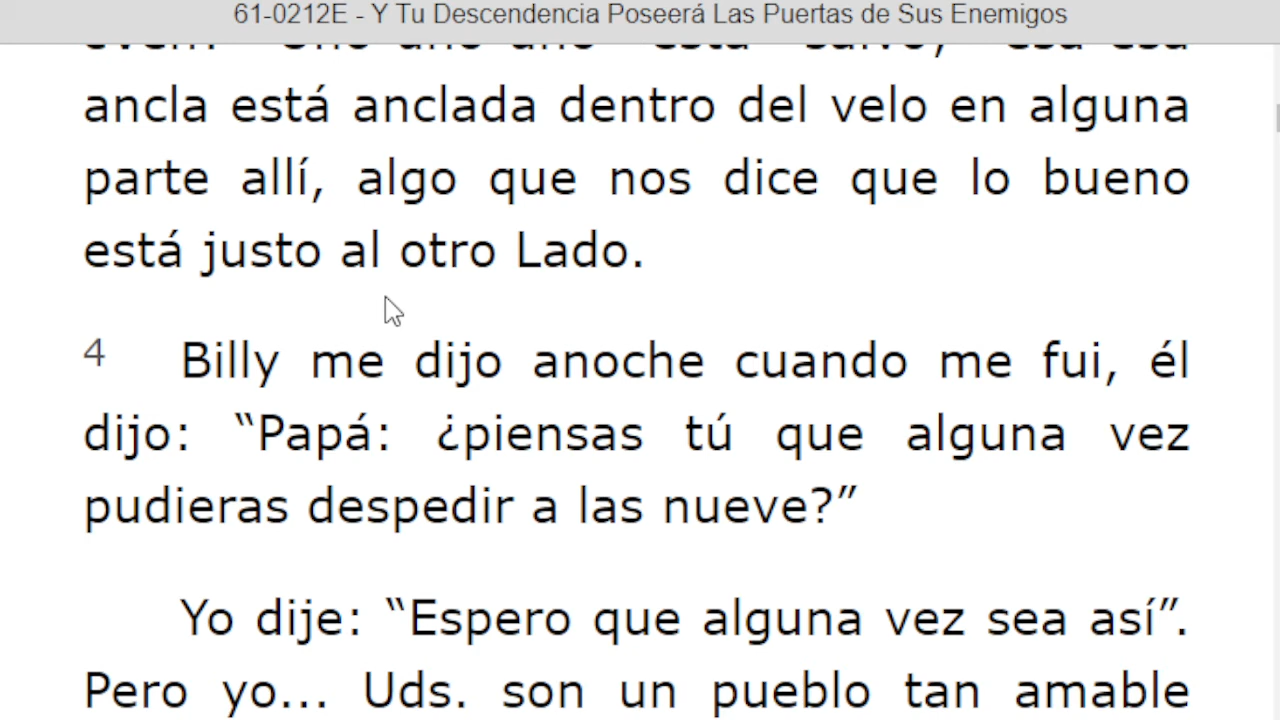 61-0212E - Y Tu Descendencia Poseerá Las Puertas de Sus Enemigos
ancla está anclada dentro del velo en alguna
parte allí, algo que nos dice que lo bueno
está justo al otro Lado.
4 Billy me dijo anoche cuando me fui, él
dijo: “Papá: ¿piensas tú que alguna vez
pudieras despedir a las nueve?”
Yo dije: “Espero que alguna vez sea así”.
Pero yo... Uds. son un pueblo tan amable